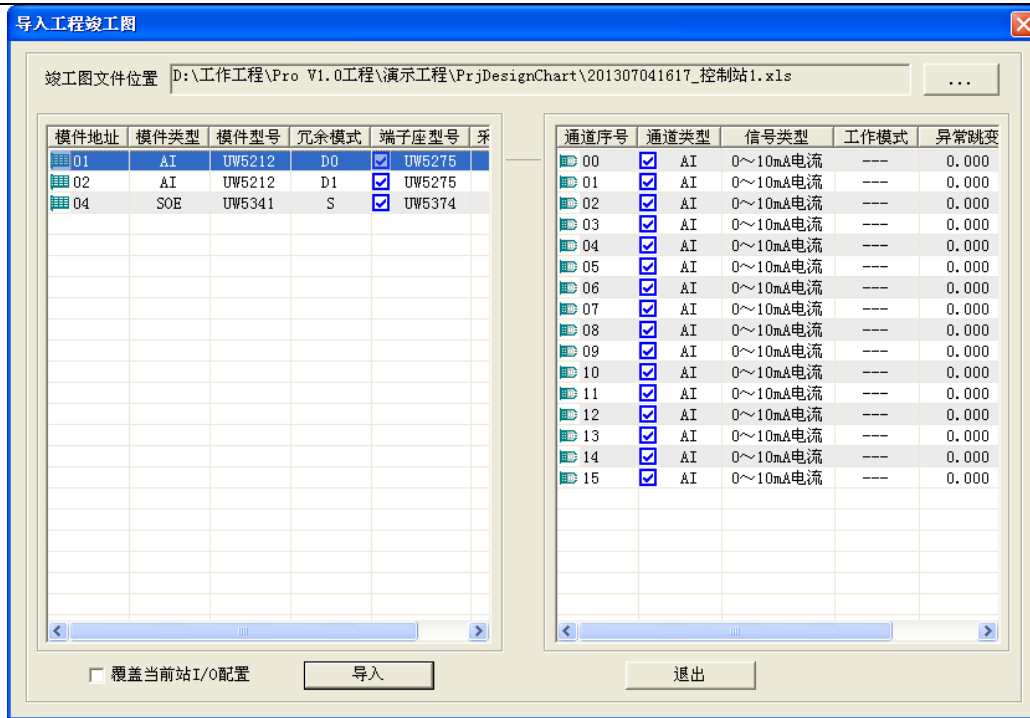 导入工程竣工图
竣工图文件位置 D:\工作工程\Pro V1.0工程\演示工程\PrjDesignChart\201307041617_控制站1.xls ...
模件地址 模件类型 模件型号 冗余模式 端子座型号
01 AI UW5212 D0 UW5275
02 AI UW5212 D1 UW5275
04 SOE UW5341 S UW5374
通道序号 通道类型 信号类型 工作模式 异常跳变
00 AI 0～10mA电流 --- 0.000
01 AI 0～10mA电流 --- 0.000
02 AI 0～10mA电流 --- 0.000
03 AI 0～10mA电流 --- 0.000
04 AI 0～10mA电流 --- 0.000
05 AI 0～10mA电流 --- 0.000
06 AI 0～10mA电流 --- 0.000
07 AI 0～10mA电流 --- 0.000
08 AI 0～10mA电流 --- 0.000
09 AI 0～10mA电流 --- 0.000
10 AI 0～10mA电流 --- 0.000
11 AI 0～10mA电流 --- 0.000
12 AI 0～10mA电流 --- 0.000
13 AI 0～10mA电流 --- 0.000
14 AI 0～10mA电流 --- 0.000
15 AI 0～10mA电流 --- 0.000
覆盖当前站I/O配置 导入 退出